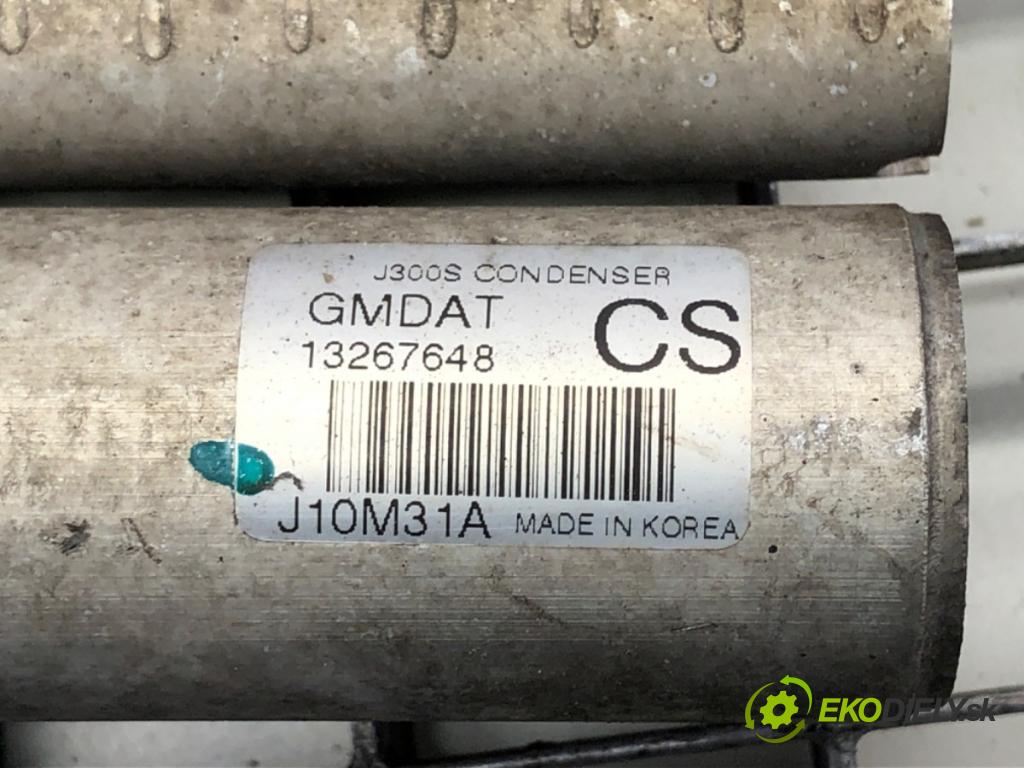 J300S CONDENSER
GMDAT CS
13267648
J10M31A MADE IN KOREA
EKODIELY.sk